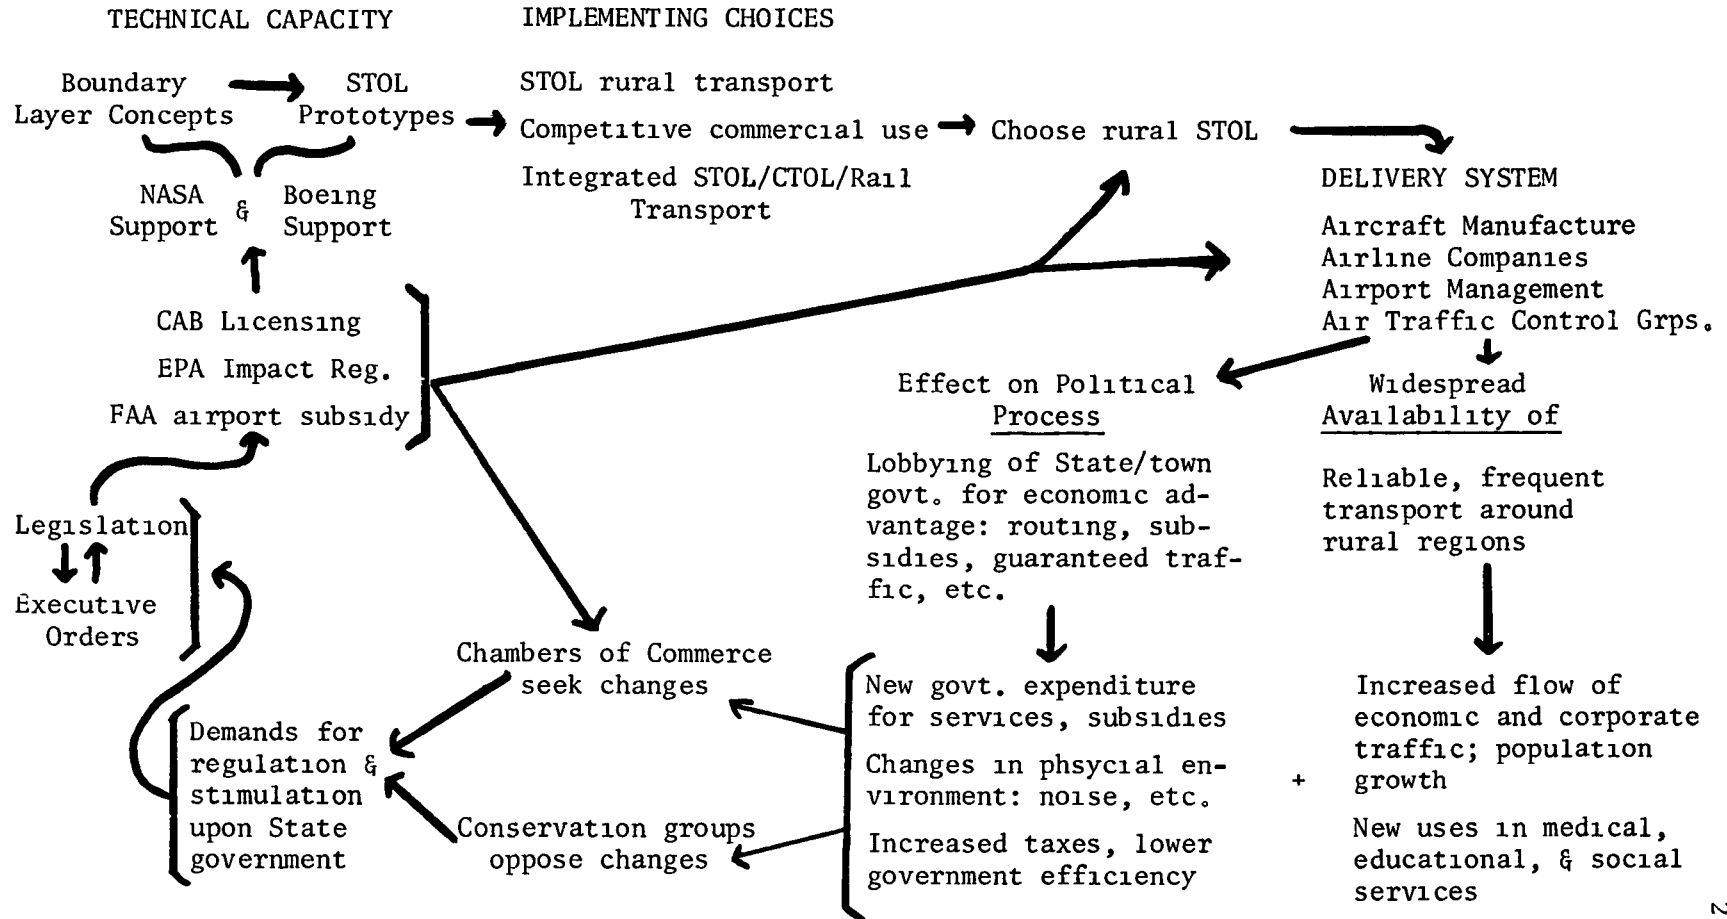 TECHNICAL CAPACITY
IMPLEMENTING CHOICES
Boundary
Layer Concepts
STOL
Prototypes
STOL rural transport
Competitive commercial use
Integrated STOL/CTOL/Rail
Transport
Choose rural STOL
NASA
Support
&
Boeing
Support
DELIVERY SYSTEM
Aircraft Manufacture
Airline Companies
Airport Management
Air Traffic Control Grps.
CAB Licensing
EPA Impact Reg.
FAA airport subsidy
Effect on Political
Process
Widespread
Availability of
Lobbying of State/town
govt. for economic ad-
vantage: routing, sub-
sidies, guaranteed traf-
fic, etc.
Reliable, frequent
transport around
rural regions
Legislation
Executive
Orders
Chambers of Commerce
seek changes
New govt. expenditure
for services, subsidies
Changes in phsycial en-
vironment: noise, etc.
Increased taxes, lower
government efficiency
+
Increased flow of
economic and corporate
traffic; population
growth
New uses in medical,
educational, & social
services
Demands for
regulation &
stimulation
upon State
government
Conservation groups
oppose changes
2